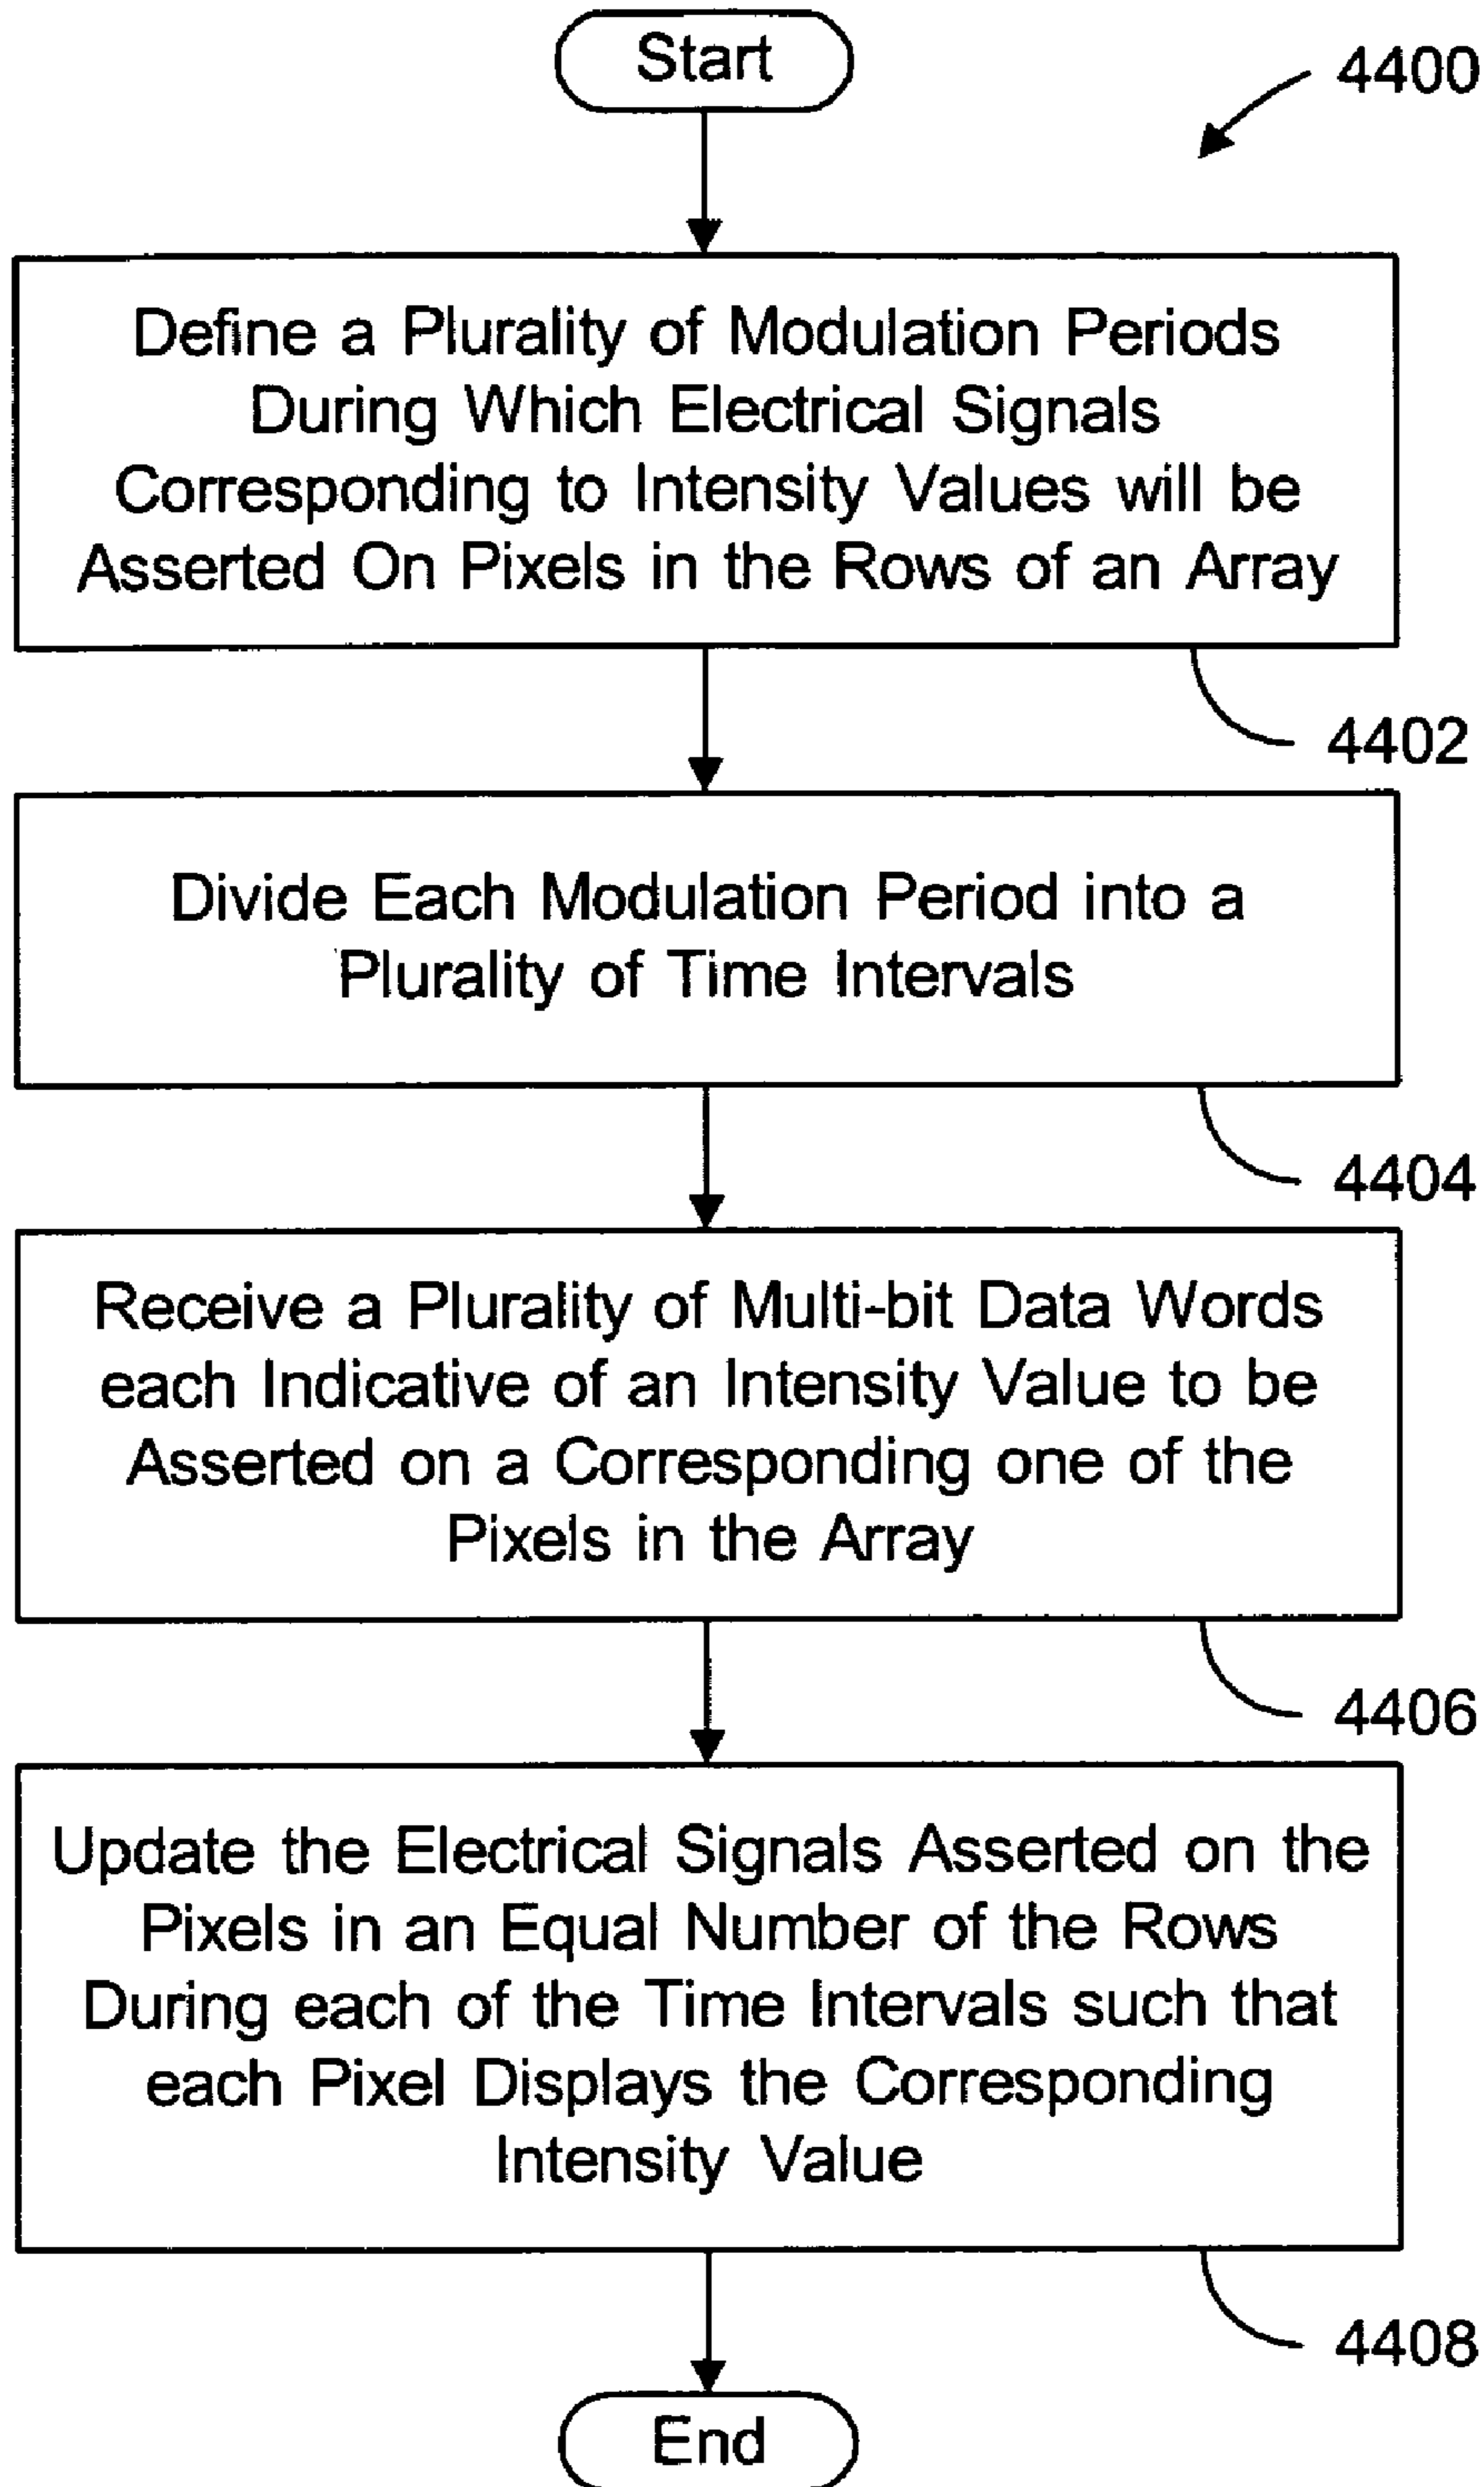 Start
4400
Define a Plurality of Modulation Periods
During Which Electrical Signals
Corresponding to Intensity Values will be
Asserted On Pixels in the Rows of an Array
4402
Divide Each Modulation Period into a
Plurality of Time Intervals
4404
Receive a Plurality of Multi-bit Data Words
each Indicative of an Intensity Value to be
Asserted on a Corresponding one of the
Pixels in the Array
4406
Update the Electrical Signals Asserted on the
Pixels in an Equal Number of the Rows
During each of the Time Intervals such that
each Pixel Displays the Corresponding
Intensity Value
4408
End